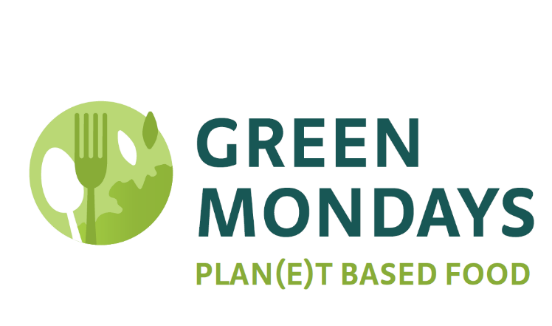 GREEN
MONDAYS
PLAN(E)T BASED FOOD